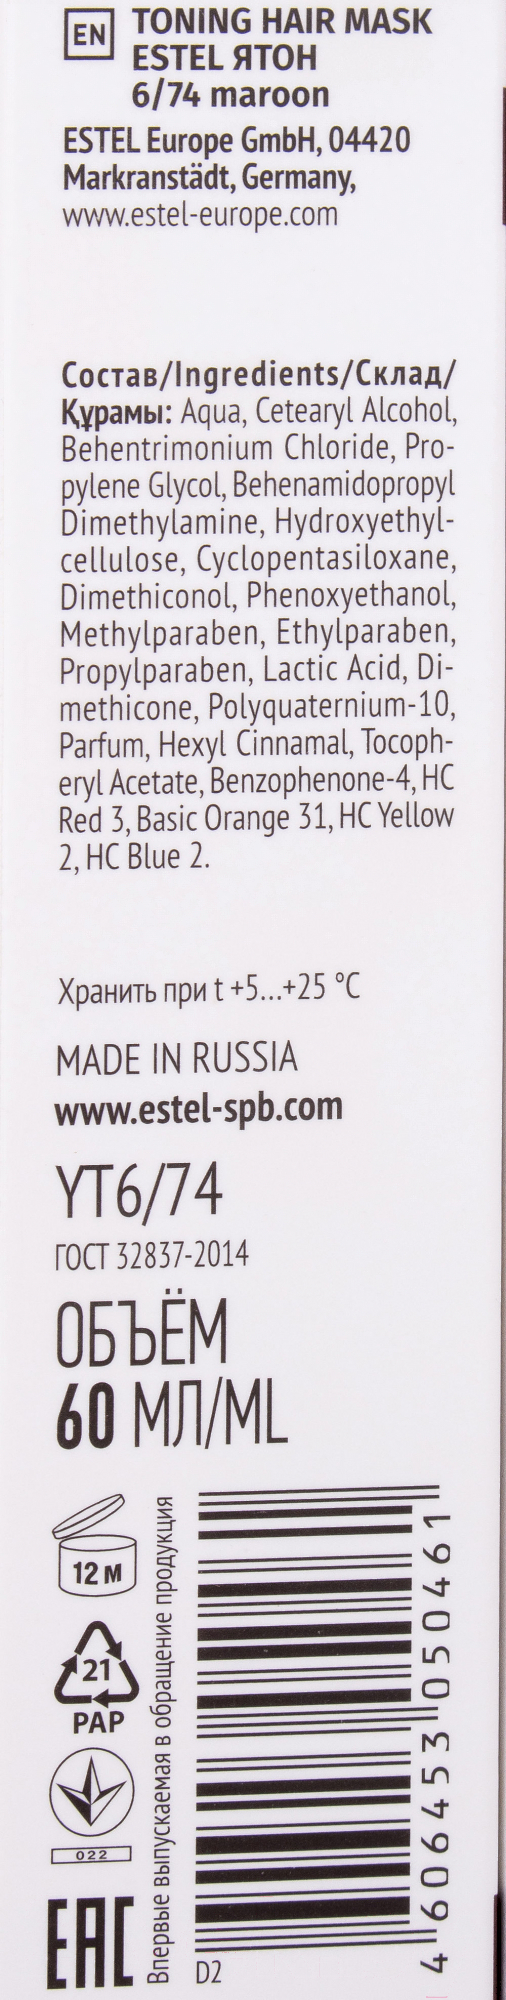 EN
TONING HAIR MASK
ESTEL ЯТОН
6/74 maroon
ESTEL Europe GmbH, 04420
Markranstädt, Germany,
www.estel-europe.com
Состав/Ingredients/Склад/
Құрамы: Aqua, Cetearyl Alcohol,
Behentrimonium Chloride, Pro-
pylene Glycol, Behenamidopropyl
Dimethylamine, Hydroxyethyl-
cellulose, Cyclopentasiloxane,
Dimethiconol, Phenoxyethanol,
Methylparaben, Ethylparaben,
Propylparaben, Lactic Acid, Di-
methicone, Polyquaternium-10,
Parfum, Hexyl Cinnamal, Tocoph-
eryl Acetate, Benzophenone-4, HC
Red 3, Basic Orange 31, HC Yellow
2, HC Blue 2.
Хранить при t +5...+25 °C
MADE IN RUSSIA
www.estel-spb.com
YT6/74
ГОСТ 32837-2014
ОБЪЁМ
60 МЛ/ML
12 M
21
PAP
022
EAC
Впервые выпускаемая в обращение продукция
D2
4 606453 050461